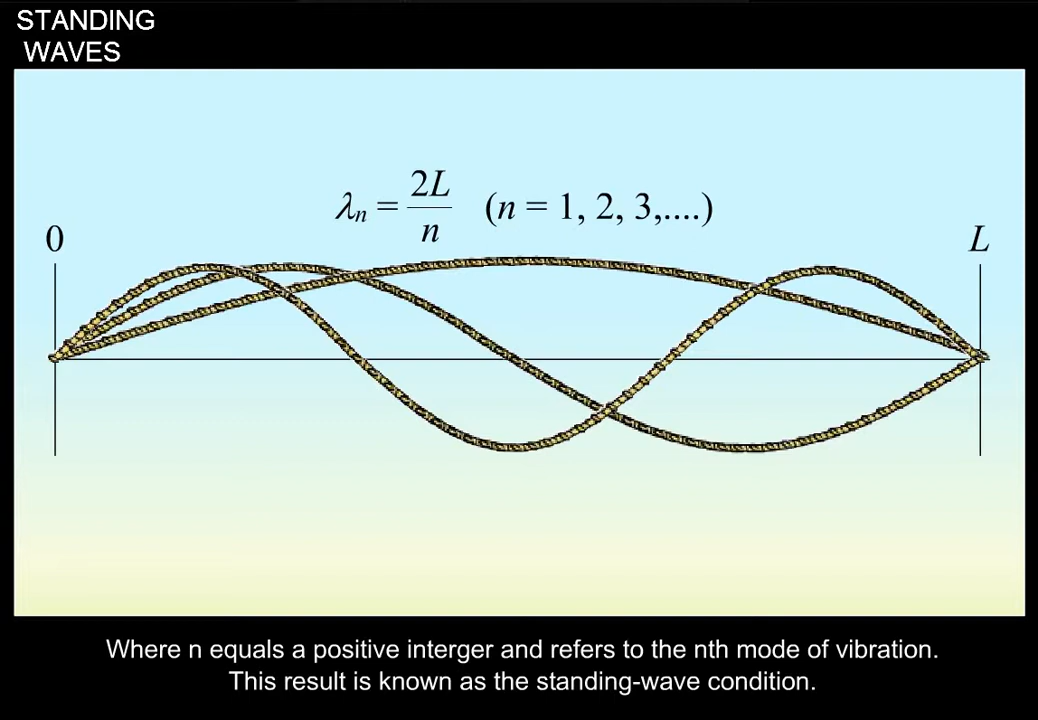 STANDING
WAVES
λn = 2L/n (n = 1, 2, 3,....)
0
L
Where n equals a positive interger and refers to the nth mode of vibration.
This result is known as the standing-wave condition.